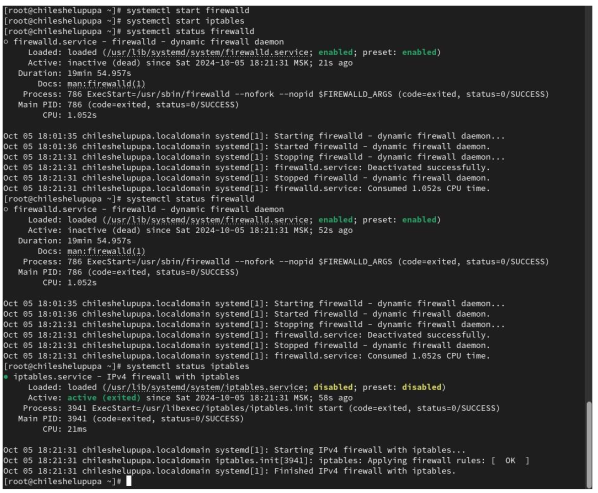 [root@chileshelupupa ~]# systemctl start firewalld
[root@chileshelupupa ~]# systemctl start iptables
[root@chileshelupupa ~]# systemctl status firewalld
○ firewalld.service - firewalld - dynamic firewall daemon
Loaded: loaded (/usr/lib/systemd/system/firewalld.service; enabled; preset: enabled)
Active: inactive (dead) since Sat 2024-10-05 18:21:31 MSK; 21s ago
Duration: 19min 54.957s
Docs: man:firewalld(1)
Process: 786 ExecStart=/usr/sbin/firewalld --nofork --nopid $FIREWALLD_ARGS (code=exited, status=0/SUCCESS)
Main PID: 786 (code=exited, status=0/SUCCESS)
CPU: 1.052s
Oct 05 18:01:35 chileshelupupa.localdomain systemd[1]: Starting firewalld - dynamic firewall daemon...
Oct 05 18:01:36 chileshelupupa.localdomain systemd[1]: Started firewalld - dynamic firewall daemon.
Oct 05 18:21:31 chileshelupupa.localdomain systemd[1]: Stopping firewalld - dynamic firewall daemon...
Oct 05 18:21:31 chileshelupupa.localdomain systemd[1]: firewalld.service: Deactivated successfully.
Oct 05 18:21:31 chileshelupupa.localdomain systemd[1]: Stopped firewalld - dynamic firewall daemon.
Oct 05 18:21:31 chileshelupupa.localdomain systemd[1]: firewalld.service: Consumed 1.052s CPU time.
[root@chileshelupupa ~]# systemctl status firewalld
○ firewalld.service - firewalld - dynamic firewall daemon
Loaded: loaded (/usr/lib/systemd/system/firewalld.service; enabled; preset: enabled)
Active: inactive (dead) since Sat 2024-10-05 18:21:31 MSK; 52s ago
Duration: 19min 54.957s
Docs: man:firewalld(1)
Process: 786 ExecStart=/usr/sbin/firewalld --nofork --nopid $FIREWALLD_ARGS (code=exited, status=0/SUCCESS)
Main PID: 786 (code=exited, status=0/SUCCESS)
CPU: 1.052s
Oct 05 18:01:35 chileshelupupa.localdomain systemd[1]: Starting firewalld - dynamic firewall daemon...
Oct 05 18:01:36 chileshelupupa.localdomain systemd[1]: Started firewalld - dynamic firewall daemon.
Oct 05 18:21:31 chileshelupupa.localdomain systemd[1]: Stopping firewalld - dynamic firewall daemon...
Oct 05 18:21:31 chileshelupupa.localdomain systemd[1]: firewalld.service: Deactivated successfully.
Oct 05 18:21:31 chileshelupupa.localdomain systemd[1]: Stopped firewalld - dynamic firewall daemon.
Oct 05 18:21:31 chileshelupupa.localdomain systemd[1]: firewalld.service: Consumed 1.052s CPU time.
[root@chileshelupupa ~]# systemctl status iptables
● iptables.service - IPv4 firewall with iptables
Loaded: loaded (/usr/lib/systemd/system/iptables.service; disabled; preset: disabled)
Active: active (exited) since Sat 2024-10-05 18:21:31 MSK; 58s ago
Process: 3941 ExecStart=/usr/libexec/iptables/iptables.init start (code=exited, status=0/SUCCESS)
Main PID: 3941 (code=exited, status=0/SUCCESS)
CPU: 21ms
Oct 05 18:21:31 chileshelupupa.localdomain systemd[1]: Starting IPv4 firewall with iptables...
Oct 05 18:21:31 chileshelupupa.localdomain iptables.init[3941]: iptables: Applying firewall rules: [ OK ]
Oct 05 18:21:31 chileshelupupa.localdomain systemd[1]: Finished IPv4 firewall with iptables.
[root@chileshelupupa ~]#